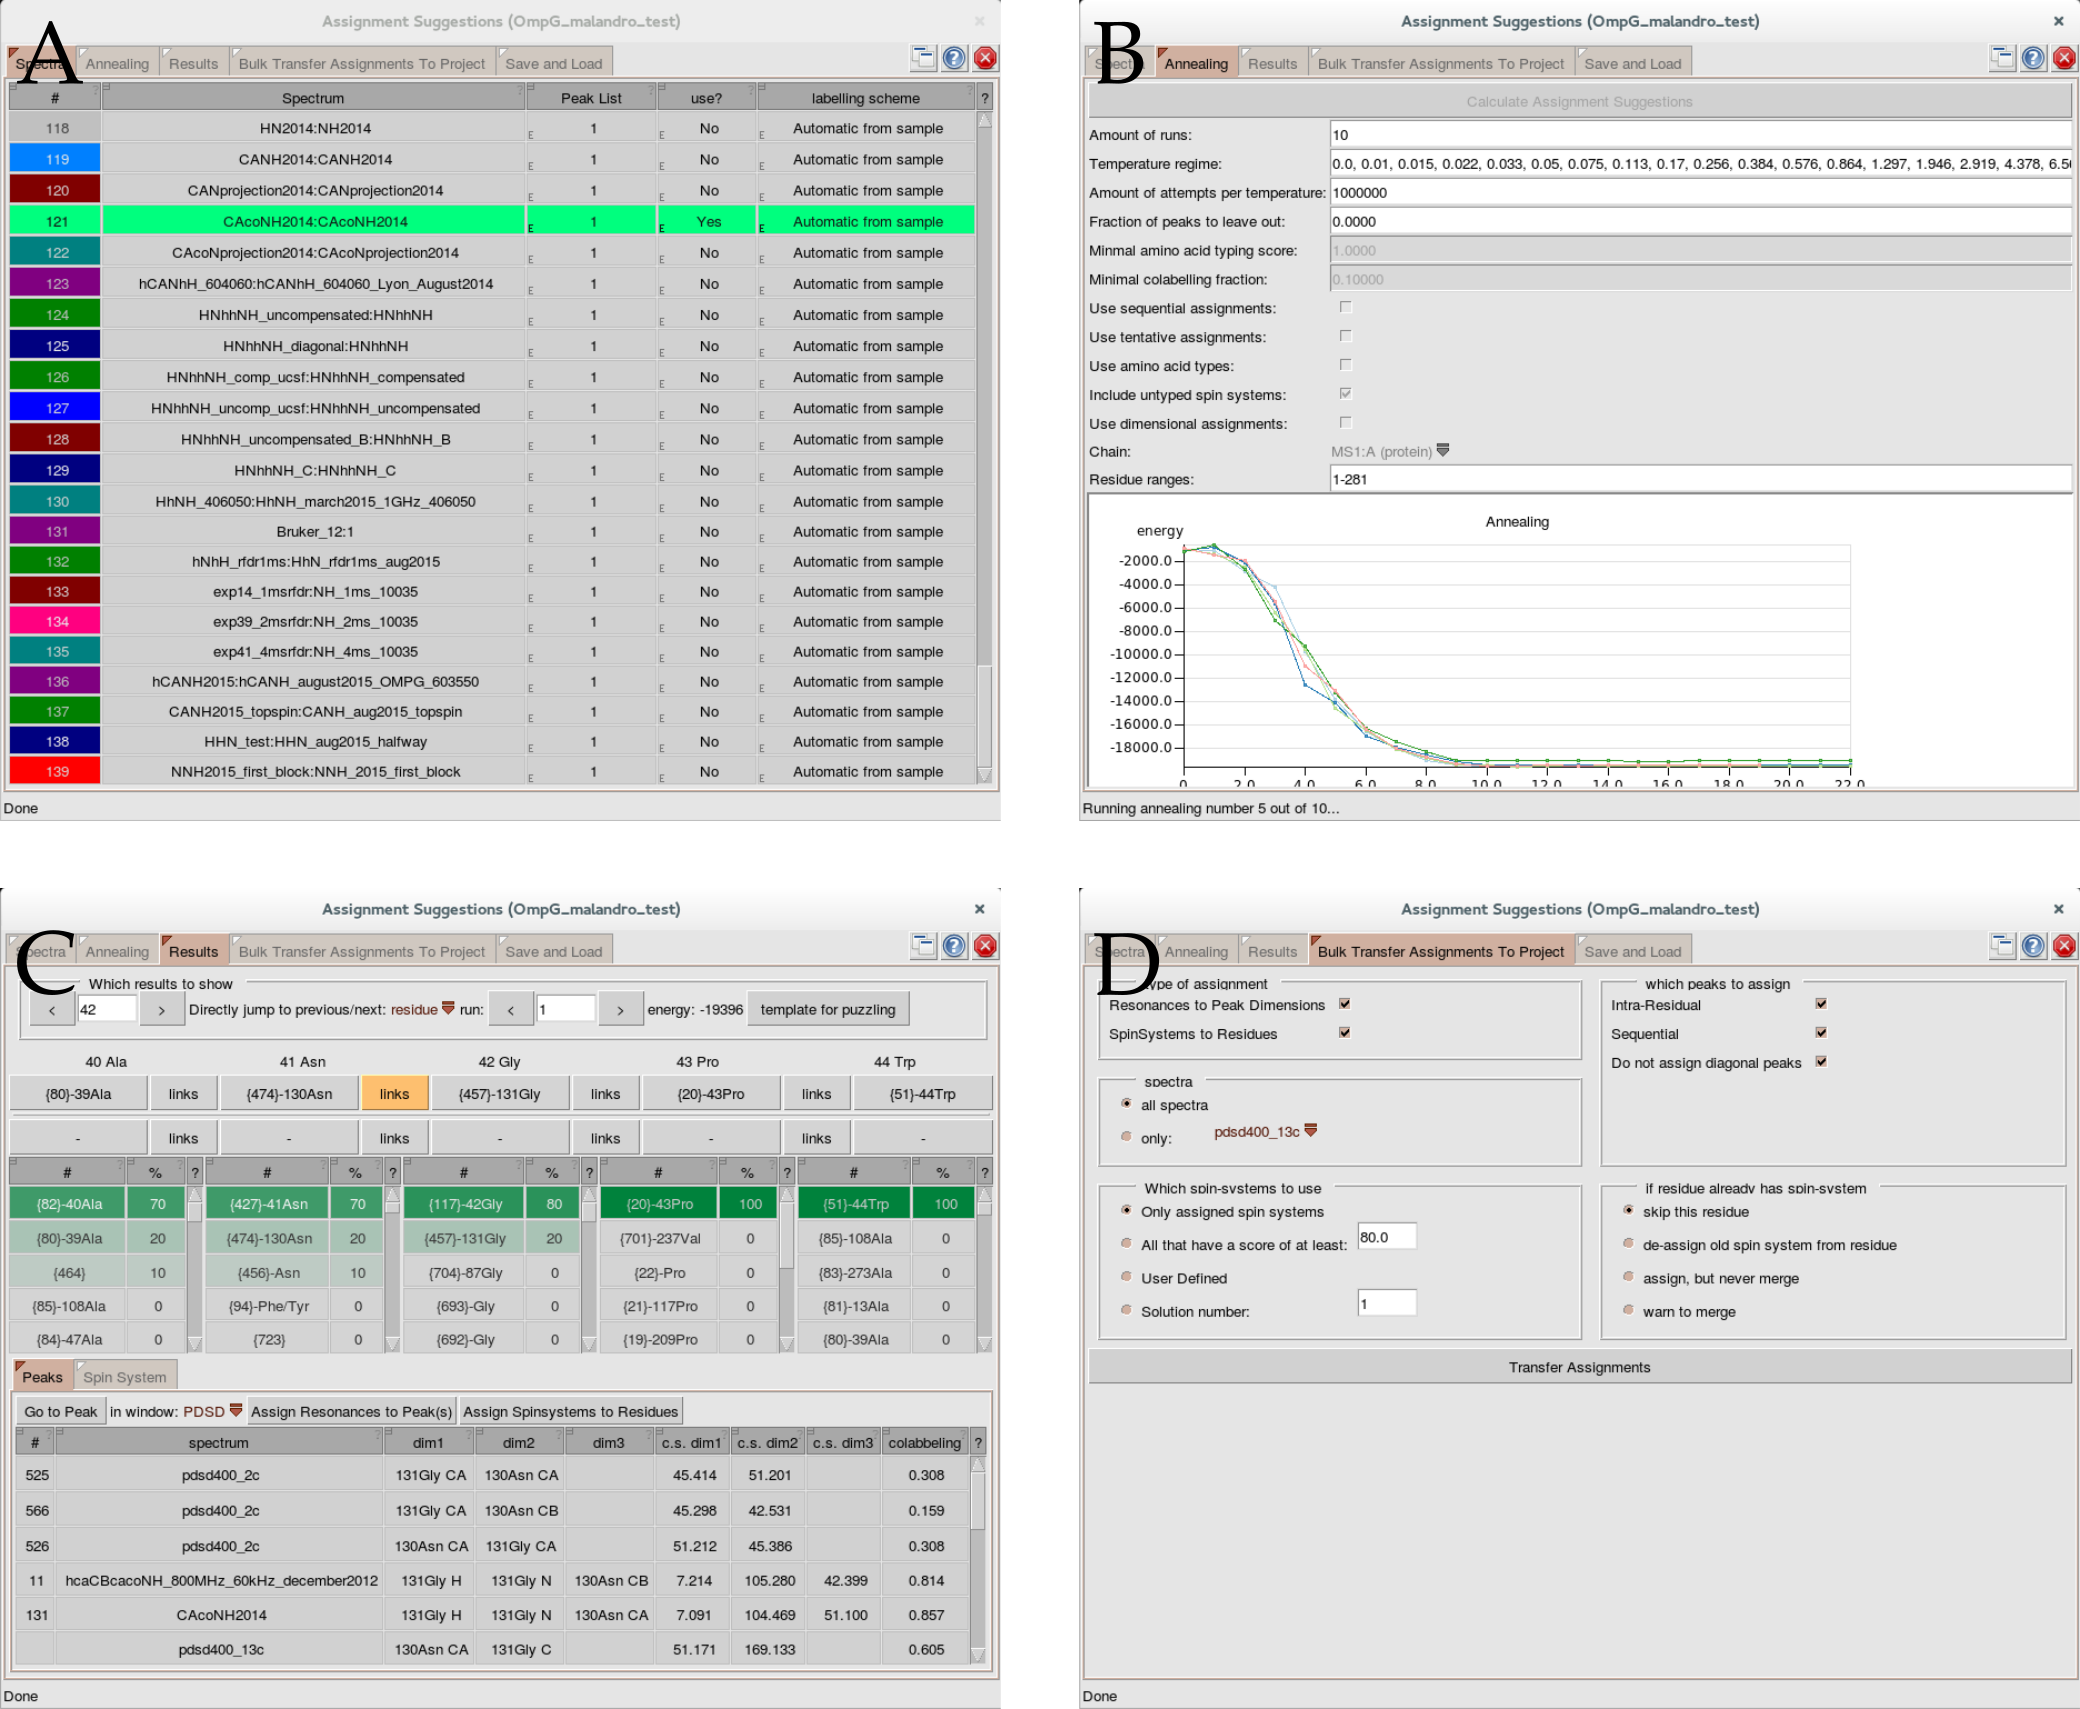 A
Assignment Suggestions (OmpG_malandro_test)
Spectra Annealing Results Bulk Transfer Assignments To Project Save and Load
# Spectrum Peak List use? labelling scheme ?
118 HN2014:NH2014 1 No Automatic from sample
119 CANH2014:CANH2014 1 No Automatic from sample
120 CANprojection2014:CANprojection2014 1 No Automatic from sample
121 CAcoNH2014:CAcoNH2014 1 Yes Automatic from sample
122 CAcoNprojection2014:CAcoNprojection2014 1 No Automatic from sample
123 hCANhH_604060:hCANhH_604060_Lyon_August2014 1 No Automatic from sample
124 HNhhNH_uncompensated:HNhhNH 1 No Automatic from sample
125 HNhhNH_diagonal:HNhhNH 1 No Automatic from sample
126 HNhhNH_comp_ucsf:HNhhNH_compensated 1 No Automatic from sample
127 HNhhNH_uncomp_ucsf:HNhhNH_uncompensated 1 No Automatic from sample
128 HNhhNH_uncompensated_B:HNhhNH_B 1 No Automatic from sample
129 HNhhNH_C:HNhhNH_C 1 No Automatic from sample
130 HhNH_406050:HhNH_march2015_1GHz_406050 1 No Automatic from sample
131 Bruker_12:1 1 No Automatic from sample
132 hNhH_rfdr1ms:HhN_rfdr1ms_aug2015 1 No Automatic from sample
133 exp14_1msrfdr:NH_1ms_10035 1 No Automatic from sample
134 exp39_2msrfdr:NH_2ms_10035 1 No Automatic from sample
135 exp41_4msrfdr:NH_4ms_10035 1 No Automatic from sample
136 hCANH2015:hCANH_august2015_OMPG_603550 1 No Automatic from sample
137 CANH2015_topspin:CANH_aug2015_topspin 1 No Automatic from sample
138 HHN_test:HHN_aug2015_halfway 1 No Automatic from sample
139 NNH2015_first_block:NNH_2015_first_block 1 No Automatic from sample
Done
B
Assignment Suggestions (OmpG_malandro_test)
Spectra Annealing Results Bulk Transfer Assignments To Project Save and Load
Calculate Assignment Suggestions
Amount of runs: 10
Temperature regime: 0.0, 0.01, 0.015, 0.022, 0.033, 0.05, 0.075, 0.113, 0.17, 0.256, 0.384, 0.576, 0.864, 1.297, 1.946, 2.919, 4.378, 6.5
Amount of attempts per temperature: 1000000
Fraction of peaks to leave out: 0.0000
Minmal amino acid typing score: 1.0000
Minimal colabelling fraction: 0.10000
Use sequential assignments:
Use tentative assignments:
Use amino acid types:
Include untyped spin systems:
Use dimensional assignments:
Chain: MS1:A (protein)
Residue ranges: 1-281
Annealing
energy
-2000.0
-4000.0
-6000.0
-8000.0
-10000.0
-12000.0
-14000.0
-16000.0
-18000.0
0 2.0 4.0 6.0 8.0 10.0 12.0 14.0 16.0 18.0 20.0 22.0
Running annealing number 5 out of 10...
C
Assignment Suggestions (OmpG_malandro_test)
Spectra Annealing Results Bulk Transfer Assignments To Project Save and Load
Which results to show
< 42 > Directly jump to previous/next: residue run: < 1 > energy: -19396 template for puzzling
40 Ala 41 Asn 42 Gly 43 Pro 44 Trp
{80}-39Ala links {474}-130Asn links {457}-131Gly links {20}-43Pro links {51}-44Trp
- links - links - links - links -
# % ? # % ? # % ? # % ? # % ?
{82}-40Ala 70 {427}-41Asn 70 {117}-42Gly 80 {20}-43Pro 100 {51}-44Trp 100
{80}-39Ala 20 {474}-130Asn 20 {457}-131Gly 20 {701}-237Val 0 {85}-108Ala 0
{464} 10 {456}-Asn 10 {704}-87Gly 0 {22}-Pro 0 {83}-273Ala 0
{85}-108Ala 0 {94}-Phe/Tyr 0 {693}-Gly 0 {21}-117Pro 0 {81}-13Ala 0
{84}-47Ala 0 {723} 0 {692}-Gly 0 {19}-209Pro 0 {80}-39Ala 0
Peaks Spin System
Go to Peak in window: PDSD Assign Resonances to Peak(s) Assign Spinsystems to Residues
# spectrum dim1 dim2 dim3 c.s. dim1 c.s. dim2 c.s. dim3 colabbeling ?
525 pdsd400_2c 131Gly CA 130Asn CA 45.414 51.201 0.308
566 pdsd400_2c 131Gly CA 130Asn CB 45.298 42.531 0.159
526 pdsd400_2c 130Asn CA 131Gly CA 51.212 45.386 0.308
11 hcaCBcacoNH_800MHz_60kHz_december2012 131Gly H 131Gly N 130Asn CB 7.214 105.280 42.399 0.814
131 CAcoNH2014 131Gly H 131Gly N 130Asn CA 7.091 104.469 51.100 0.857
pdsd400_13c 130Asn CA 131Gly C 51.171 169.133 0.605
Done
D
Assignment Suggestions (OmpG_malandro_test)
Spectra Annealing Results Bulk Transfer Assignments To Project Save and Load
type of assignment
Resonances to Peak Dimensions
SpinSystems to Residues
which peaks to assign
Intra-Residual
Sequential
Do not assign diagonal peaks
spectra
all spectra
only: pdsd400_13c
Which spin-systems to use
Only assigned spin systems
All that have a score of at least: 80.0
User Defined
Solution number: 1
if residue already has spin-system
skip this residue
de-assign old spin system from residue
assign, but never merge
warn to merge
Transfer Assignments
Done